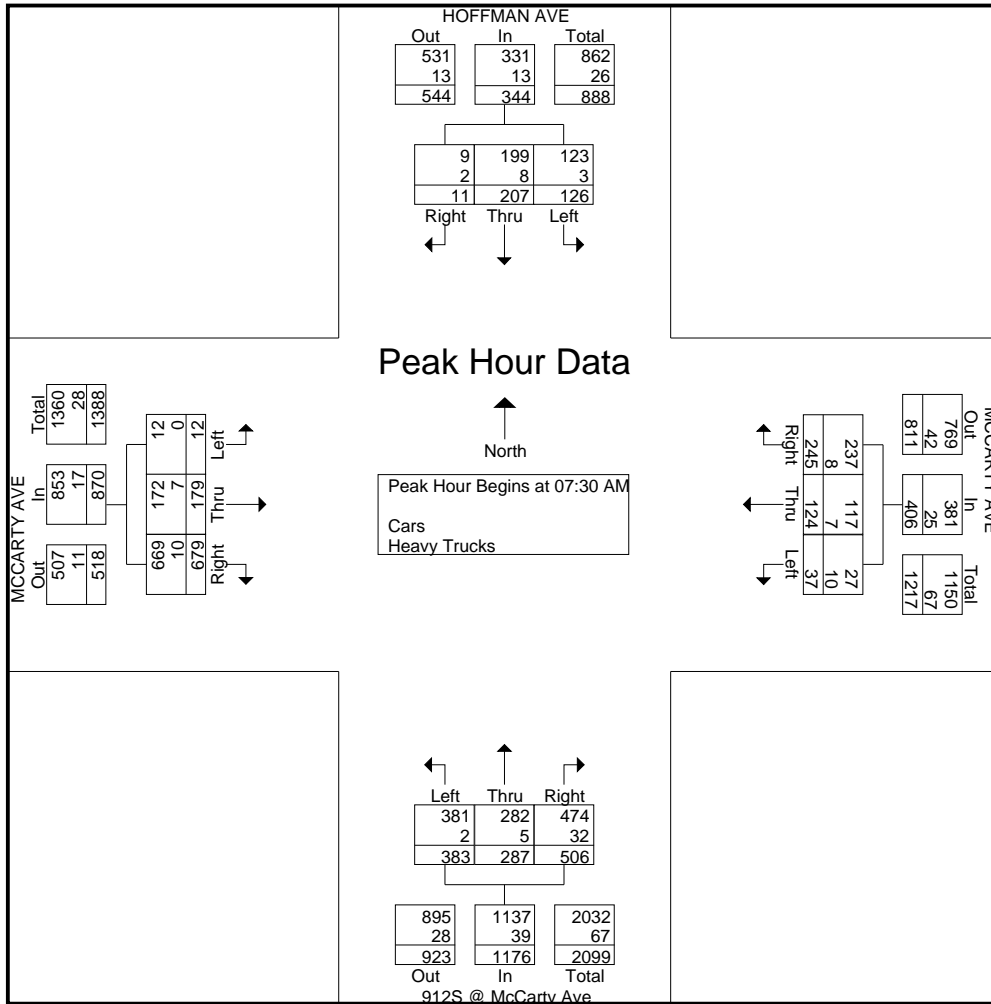 HOFFMAN AVE
Out In Total
531 331 862
13 13 26
544 344 888
9 199 123
2 8 3
11 207 126
Right Thru Left
Peak Hour Data
North
Peak Hour Begins at 07:30 AM
Cars
Heavy Trucks
MCCARTY AVE
Out In Total
507 853 1360
11 17 28
518 870 1388
12 172 669
0 7 10
12 179 679
Left Thru Right
MCCARTY AVE
Out In Total
769 381 1150
42 25 67
811 406 1217
237 117 27
8 7 10
245 124 37
Right Thru Left
Left Thru Right
381 282 474
2 5 32
383 287 506
895 1137 2032
28 39 67
923 1176 2099
Out In Total
912S @ McCarty Ave